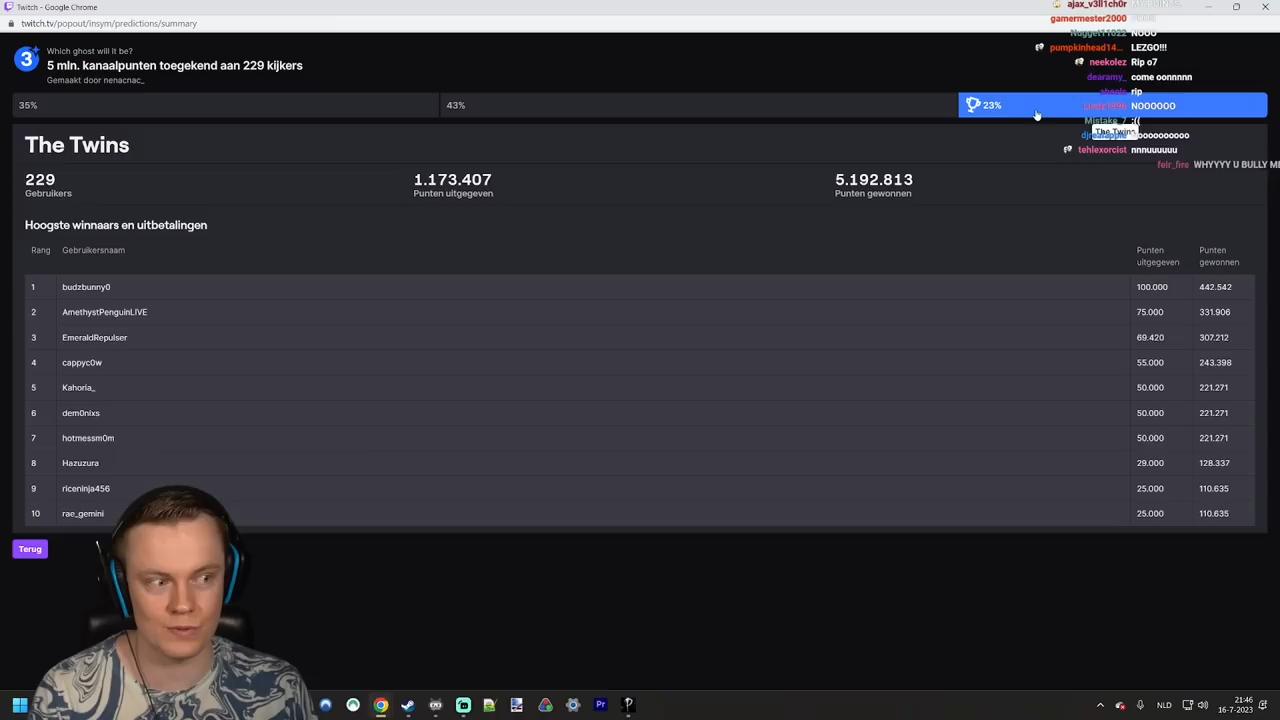 Twitch - Google Chrome
twitch.tv/popout/insym/predictions/summary
ajax_v3ll1ch0r
gamermester2000
Nugget11022 NOOO
pumpkinhead14... LEZGO!!!
neekolez Rip o7
dearamy_ come oonnnnn
rip
NOOOOOO
Mistake_7 :((
tehlexorcist nnnuuuuuu
felr_fire WHYYYY U BULLY ME
3
Which ghost will it be?
5 mln. kanaalpunten toegekend aan 229 kijkers
Gemaakt door nenacnac_
35%
43%
23%
The Twins
The Twins
229
Gebruikers
1.173.407
Punten uitgegeven
5.192.813
Punten gewonnen
Hoogste winnaars en uitbetalingen
Rang Gebruikersnaam Punten uitgegeven Punten gewonnen
1 budzbunny0 100.000 442.542
2 AmethystPenguinLIVE 75.000 331.906
3 EmeraldRepulser 69.420 307.212
4 cappyc0w 55.000 243.398
5 Kahoria_ 50.000 221.271
6 dem0nixs 50.000 221.271
7 hotmessm0m 50.000 221.271
8 Hazuzura 29.000 128.337
9 riceninja456 25.000 110.635
10 rae_gemini 25.000 110.635
Terug
Pr
NLD
21:46
16-7-2023